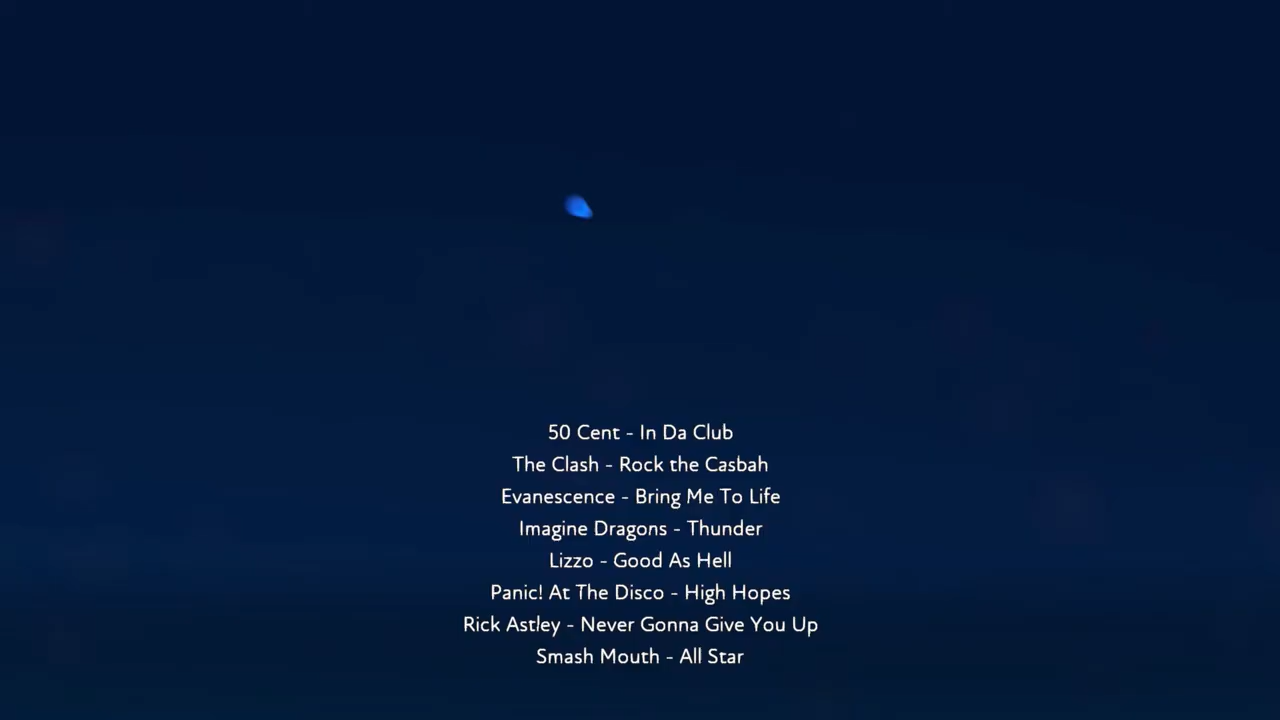 50 Cent - In Da Club
The Clash - Rock the Casbah
Evanescence - Bring Me To Life
Imagine Dragons - Thunder
Lizzo - Good As Hell
Panic! At The Disco - High Hopes
Rick Astley - Never Gonna Give You Up
Smash Mouth - All Star